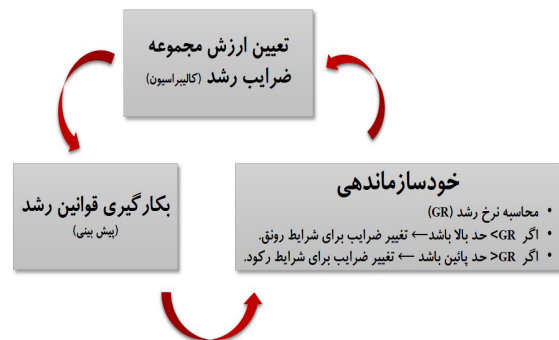 تعیین ارزش مجموعه
ضرایب رشد (کالیبراسیون)
بکارگیری قوانین رشد
(پیش بینی)
خودسازماندهی
• محاسبه نرخ رشد (GR)
• اگر GR> حد بالا باشد← تغییر ضرایب برای شرایط رونق.
• اگر GR< حد پائین باشد ← تغییر ضرایب برای شرایط رکود.